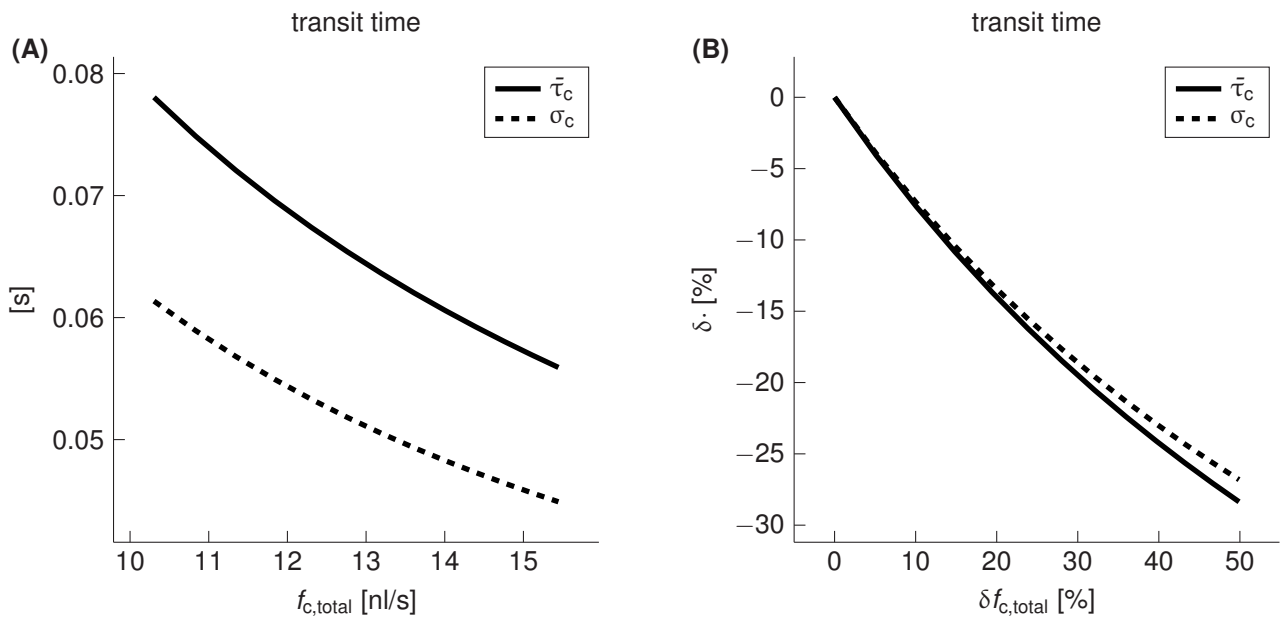 transit time
(A)
τ̄c
σc
0.08
0.07
0.06
0.05
[s]
10 11 12 13 14 15
fc,total [nl/s]
transit time
(B)
τ̄c
σc
0
−5
−10
−15
−20
−25
−30
δ· [%]
0 10 20 30 40 50
δfc,total [%]